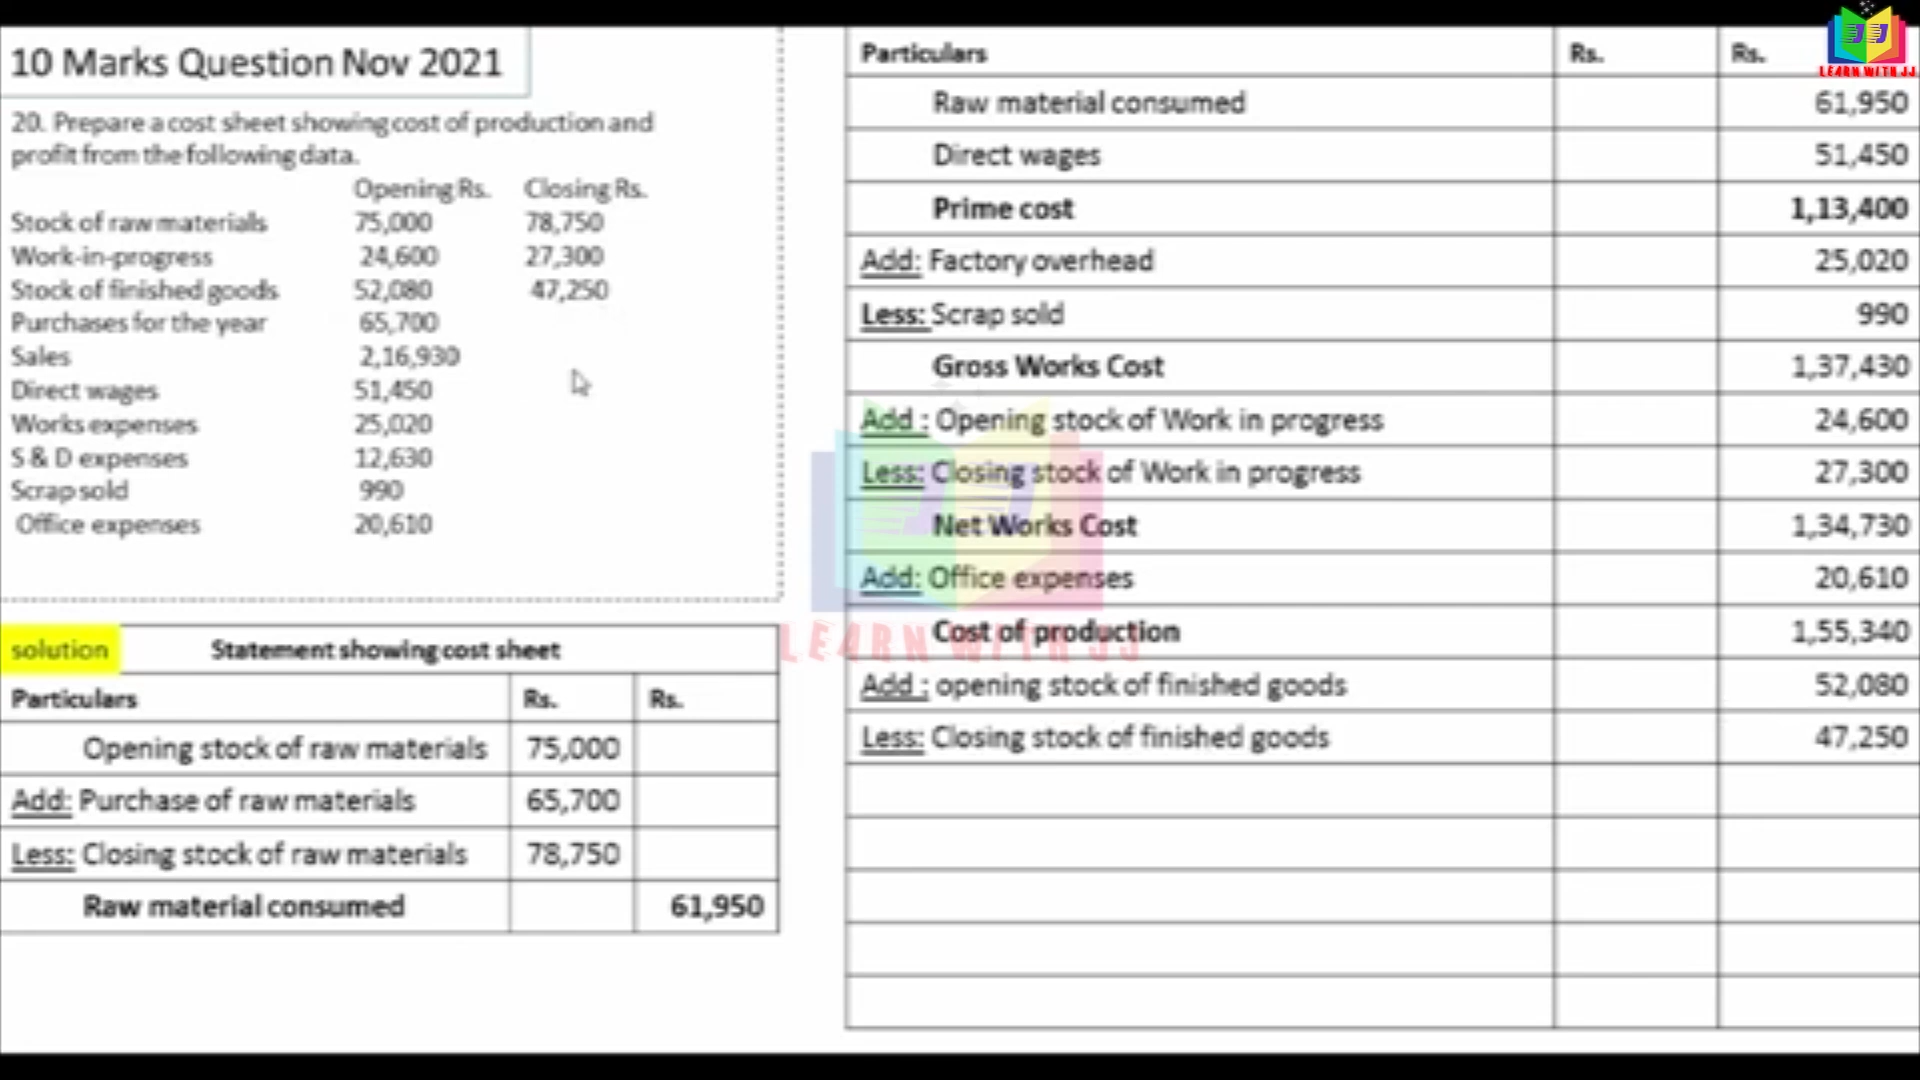 10 Marks Question Nov 2021
20. Prepare a cost sheet showing cost of production and
profit from the following data.
Opening Rs. Closing Rs.
Stock of raw materials 75,000 78,750
Work-in-progress 24,600 27,300
Stock of finished goods 52,080 47,250
Purchases for the year 65,700
Sales 2,16,930
Direct wages 51,450
Works expenses 25,020
S & D expenses 12,630
Scrap sold 990
Office expenses 20,610
solution Statement showing cost sheet
Particulars Rs. Rs.
Opening stock of raw materials 75,000
Add: Purchase of raw materials 65,700
Less: Closing stock of raw materials 78,750
Raw material consumed 61,950
Particulars Rs. Rs.
Raw material consumed 61,950
Direct wages 51,450
Prime cost 1,13,400
Add: Factory overhead 25,020
Less: Scrap sold 990
Gross Works Cost 1,37,430
Add : Opening stock of Work in progress 24,600
Less: Closing stock of Work in progress 27,300
Net Works Cost 1,34,730
Add: Office expenses 20,610
Cost of production 1,55,340
Add : opening stock of finished goods 52,080
Less: Closing stock of finished goods 47,250
LEARN WITH JJ
LEARN WITH JJ